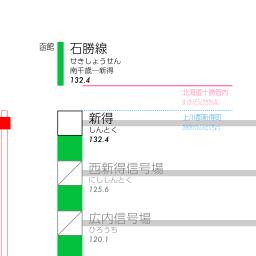 函館
石勝線
せきしょうせん
南千歳―新得
132.4
北海道十勝管内
上川郡新得町
新得
しんとく
132.4
西新得信号場
にししんとく
125.6
広内信号場
ひろうち
120.1